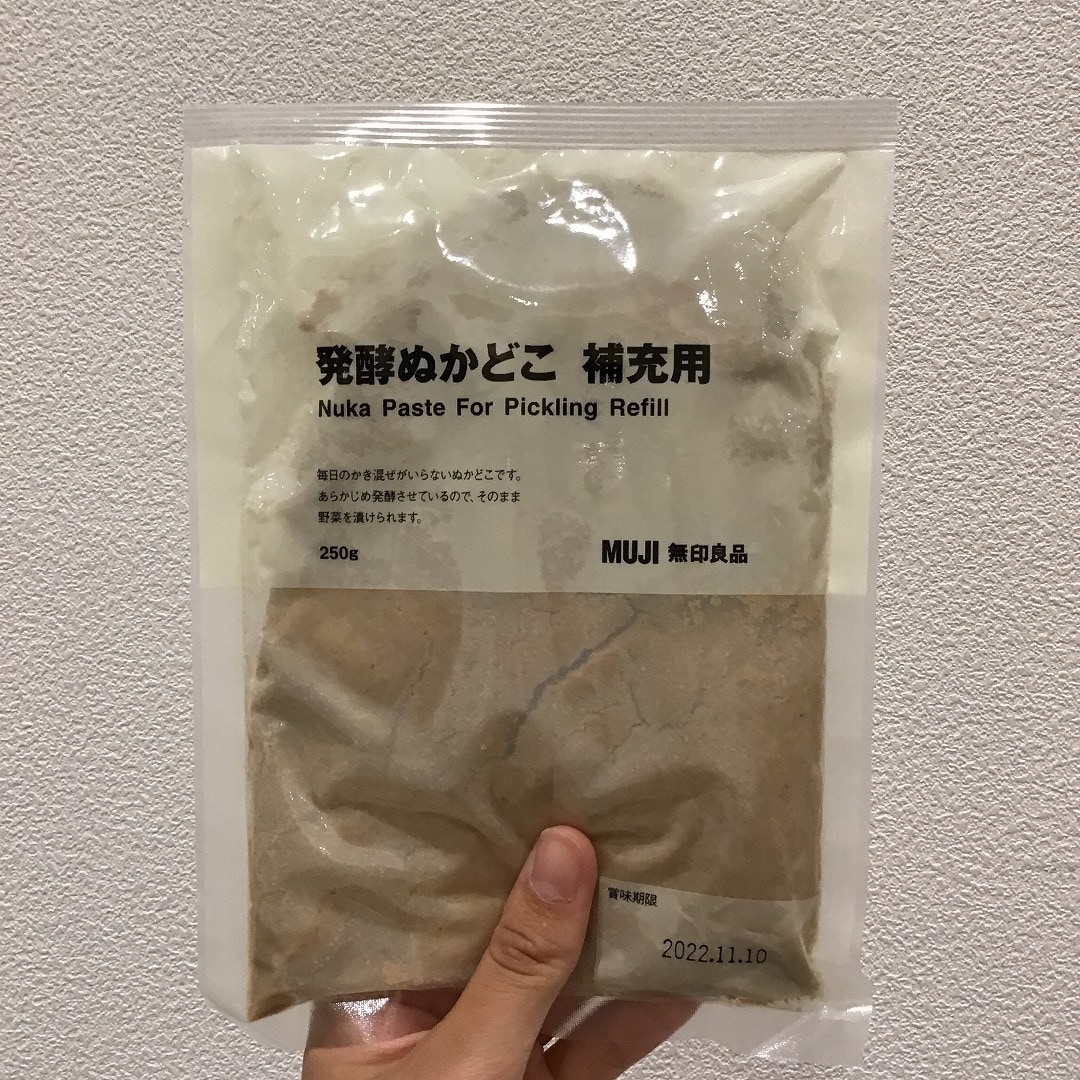 発酵ぬかどこ 補充用
Nuka Paste For Pickling Refill
毎日のかき混ぜがいらないぬかどこです。
あらかじめ発酵させているので、そのまま
野菜を漬けられます。
250g
MUJI 無印良品
賞味期限
2022.11.10